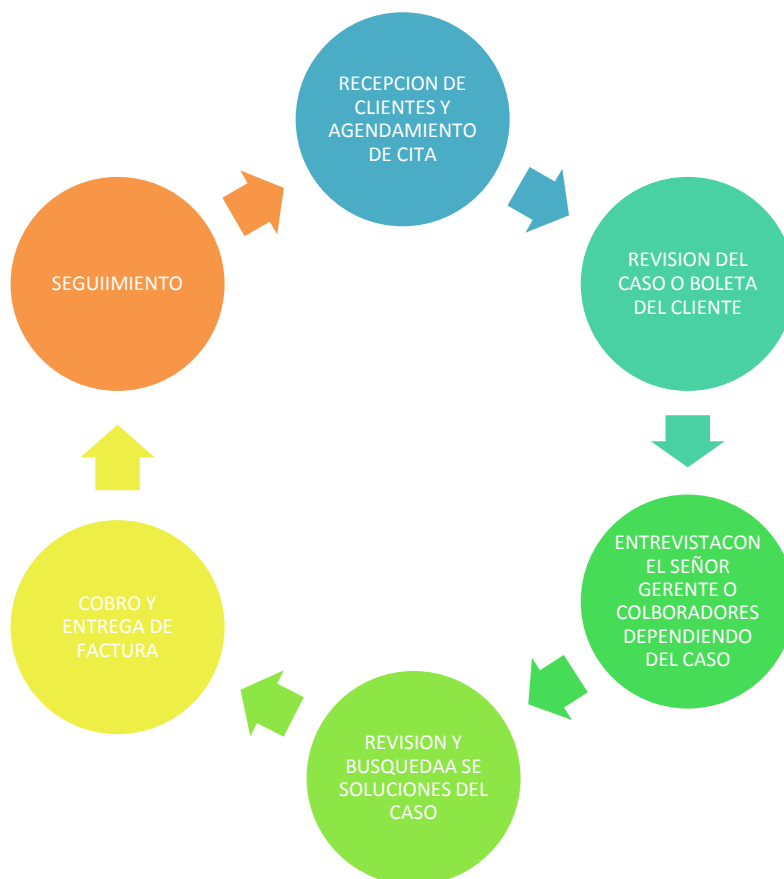 RECEPCION DE
CLIENTES Y
AGENDAMIENTO
DE CITA
REVISION DEL
CASO O BOLETA
DEL CLIENTE
ENTREVISTACON
EL SEÑOR
GERENTE O
COLBORADORES
DEPENDIENDO
DEL CASO
REVISION Y
BUSQUEDAA SE
SOLUCIONES DEL
CASO
COBRO Y
ENTREGA DE
FACTURA
SEGUIIMIENTO